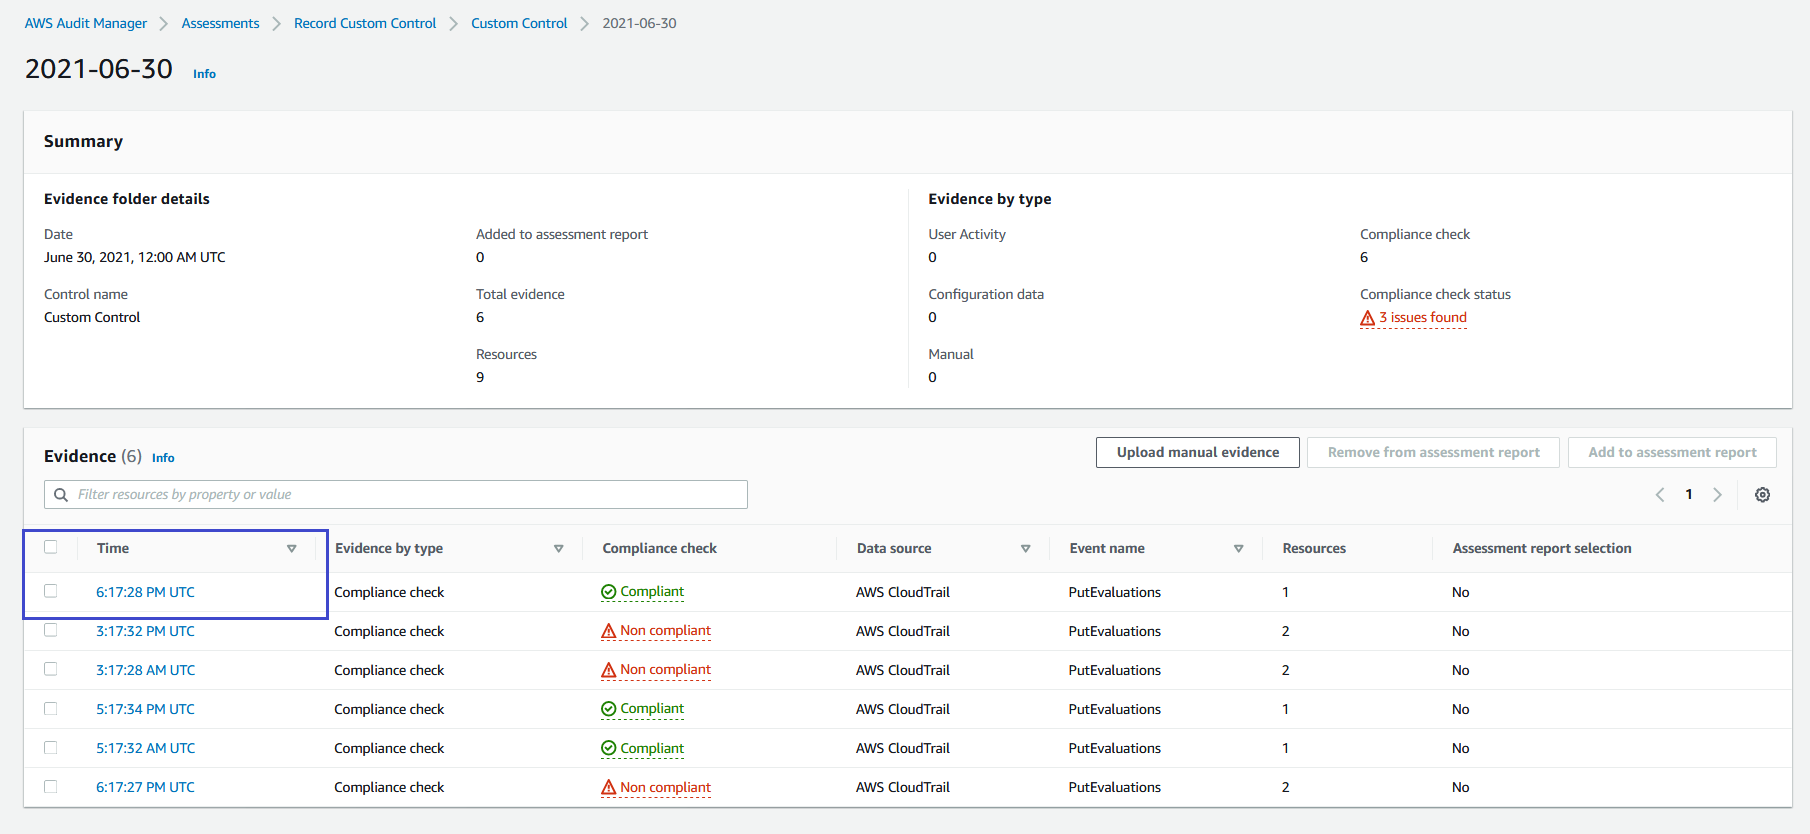 AWS Audit Manager > Assessments > Record Custom Control > Custom Control > 2021-06-30
2021-06-30 Info
Summary
Evidence folder details
Date
June 30, 2021, 12:00 AM UTC
Control name
Custom Control
Added to assessment report
0
Total evidence
6
Resources
9
Evidence by type
User Activity
0
Configuration data
0
Manual
0
Compliance check
6
Compliance check status
3 issues found
Evidence (6) Info
Upload manual evidence Remove from assessment report Add to assessment report
Filter resources by property or value
1
Time Evidence by type Compliance check Data source Event name Resources Assessment report selection
6:17:28 PM UTC Compliance check Compliant AWS CloudTrail PutEvaluations 1 No
3:17:32 PM UTC Compliance check Non compliant AWS CloudTrail PutEvaluations 2 No
3:17:28 AM UTC Compliance check Non compliant AWS CloudTrail PutEvaluations 2 No
5:17:34 PM UTC Compliance check Compliant AWS CloudTrail PutEvaluations 1 No
5:17:32 AM UTC Compliance check Compliant AWS CloudTrail PutEvaluations 1 No
6:17:27 PM UTC Compliance check Non compliant AWS CloudTrail PutEvaluations 2 No